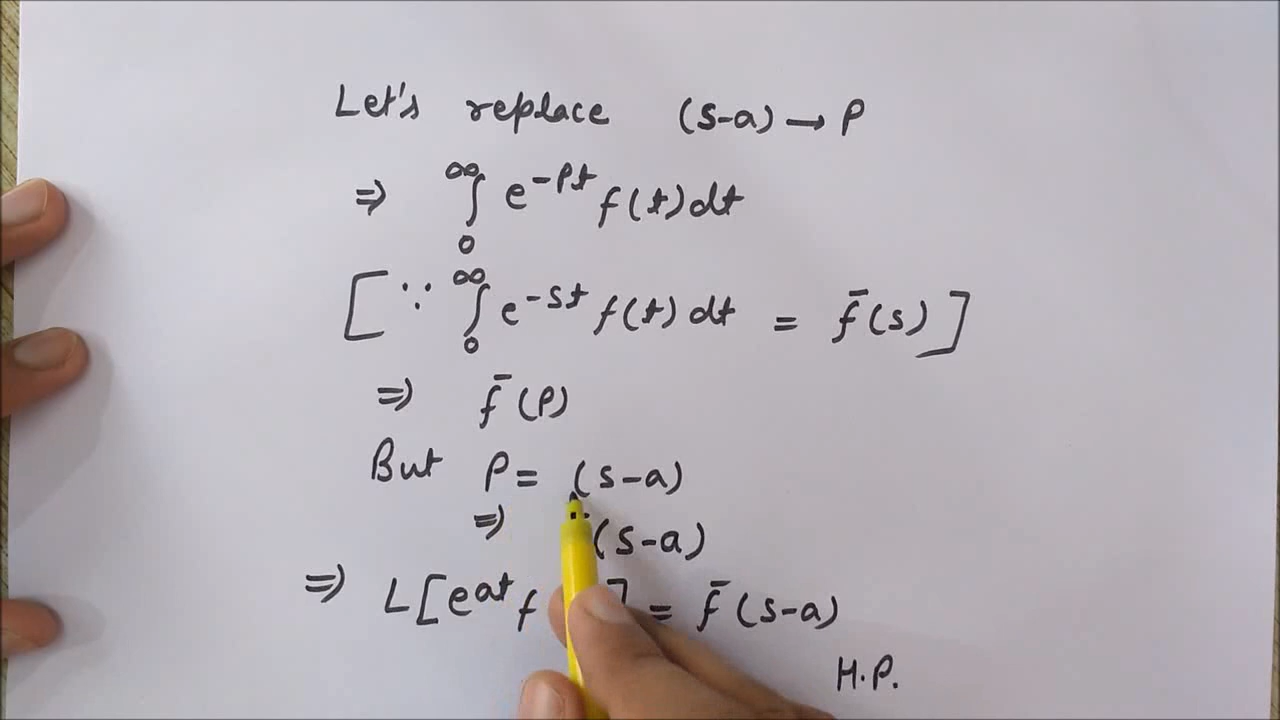 Let's replace (s-a) → P
⇒ ∞∫0 e^-Pt f(t)dt
[∵ ∞∫0 e^-st f(t)dt = f̄(s)]
⇒ f̄(P)
But P = (s-a)
⇒ (s-a)
⇒ L[e^at f ] = f̄(s-a)
H.P.